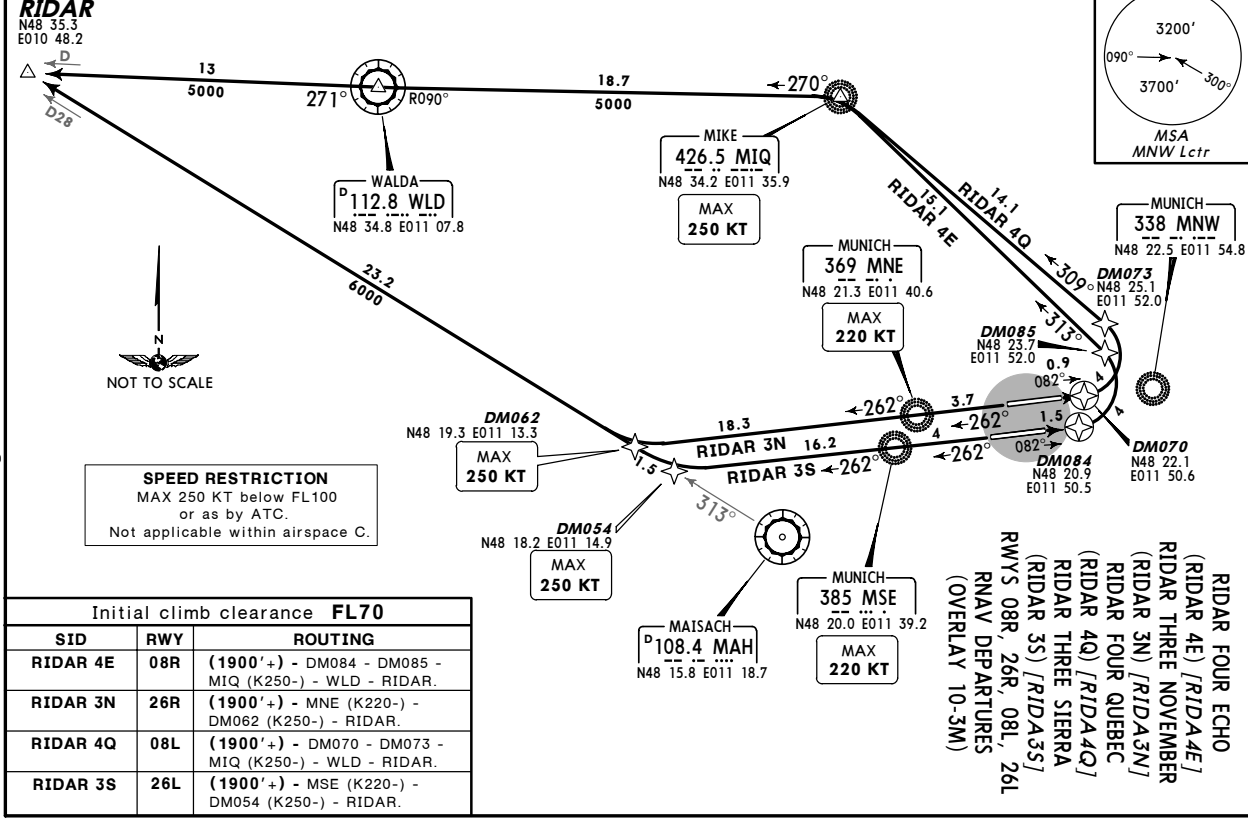 RIDAR
N48 35.3
E010 48.2
D
D28
13
5000
271°
R090°
18.7
5000
270°
WALDA
D 112.8 WLD
N48 34.8 E011 07.8
MIKE
426.5 MIQ
N48 34.2 E011 35.9
MAX
250 KT
3200'
090°
300°
3700'
MSA
MNW Lctr
14.1
RIDAR 4Q
15.1
RIDAR 4E
MUNICH
338 MNW
N48 22.5 E011 54.8
MUNICH
369 MNE
N48 21.3 E011 40.6
MAX
220 KT
309°
DM073
N48 25.1
E011 52.0
313°
DM085
N48 23.7
E011 52.0
23.2
6000
N
NOT TO SCALE
0.9
082°
4
3.7
262°
262°
18.3
RIDAR 3N
1.5
4
DM062
N48 19.3 E011 13.3
MAX
250 KT
1.5
16.2
RIDAR 3S
262°
4
262°
082°
DM084
N48 20.9
E011 50.5
DM070
N48 22.1
E011 50.6
SPEED RESTRICTION
MAX 250 KT below FL100
or as by ATC.
Not applicable within airspace C.
313°
DM054
N48 18.2 E011 14.9
MAX
250 KT
MAISACH
D 108.4 MAH
N48 15.8 E011 18.7
MUNICH
385 MSE
N48 20.0 E011 39.2
MAX
220 KT
RIDAR FOUR ECHO
(RIDAR 4E) [RIDA4E]
RIDAR THREE NOVEMBER
(RIDAR 3N) [RIDA3N]
RIDAR FOUR QUEBEC
(RIDAR 4Q) [RIDA4Q]
RIDAR THREE SIERRA
(RIDAR 3S) [RIDA3S]
RWYS 08R, 26R, 08L, 26L
RNAV DEPARTURES
(OVERLAY 10-3M)
Initial climb clearance FL70
SID RWY ROUTING
RIDAR 4E 08R (1900'+) - DM084 - DM085 -
MIQ (K250-) - WLD - RIDAR.
RIDAR 3N 26R (1900'+) - MNE (K220-) -
DM062 (K250-) - RIDAR.
RIDAR 4Q 08L (1900'+) - DM070 - DM073 -
MIQ (K250-) - WLD - RIDAR.
RIDAR 3S 26L (1900'+) - MSE (K220-) -
DM054 (K250-) - RIDAR.